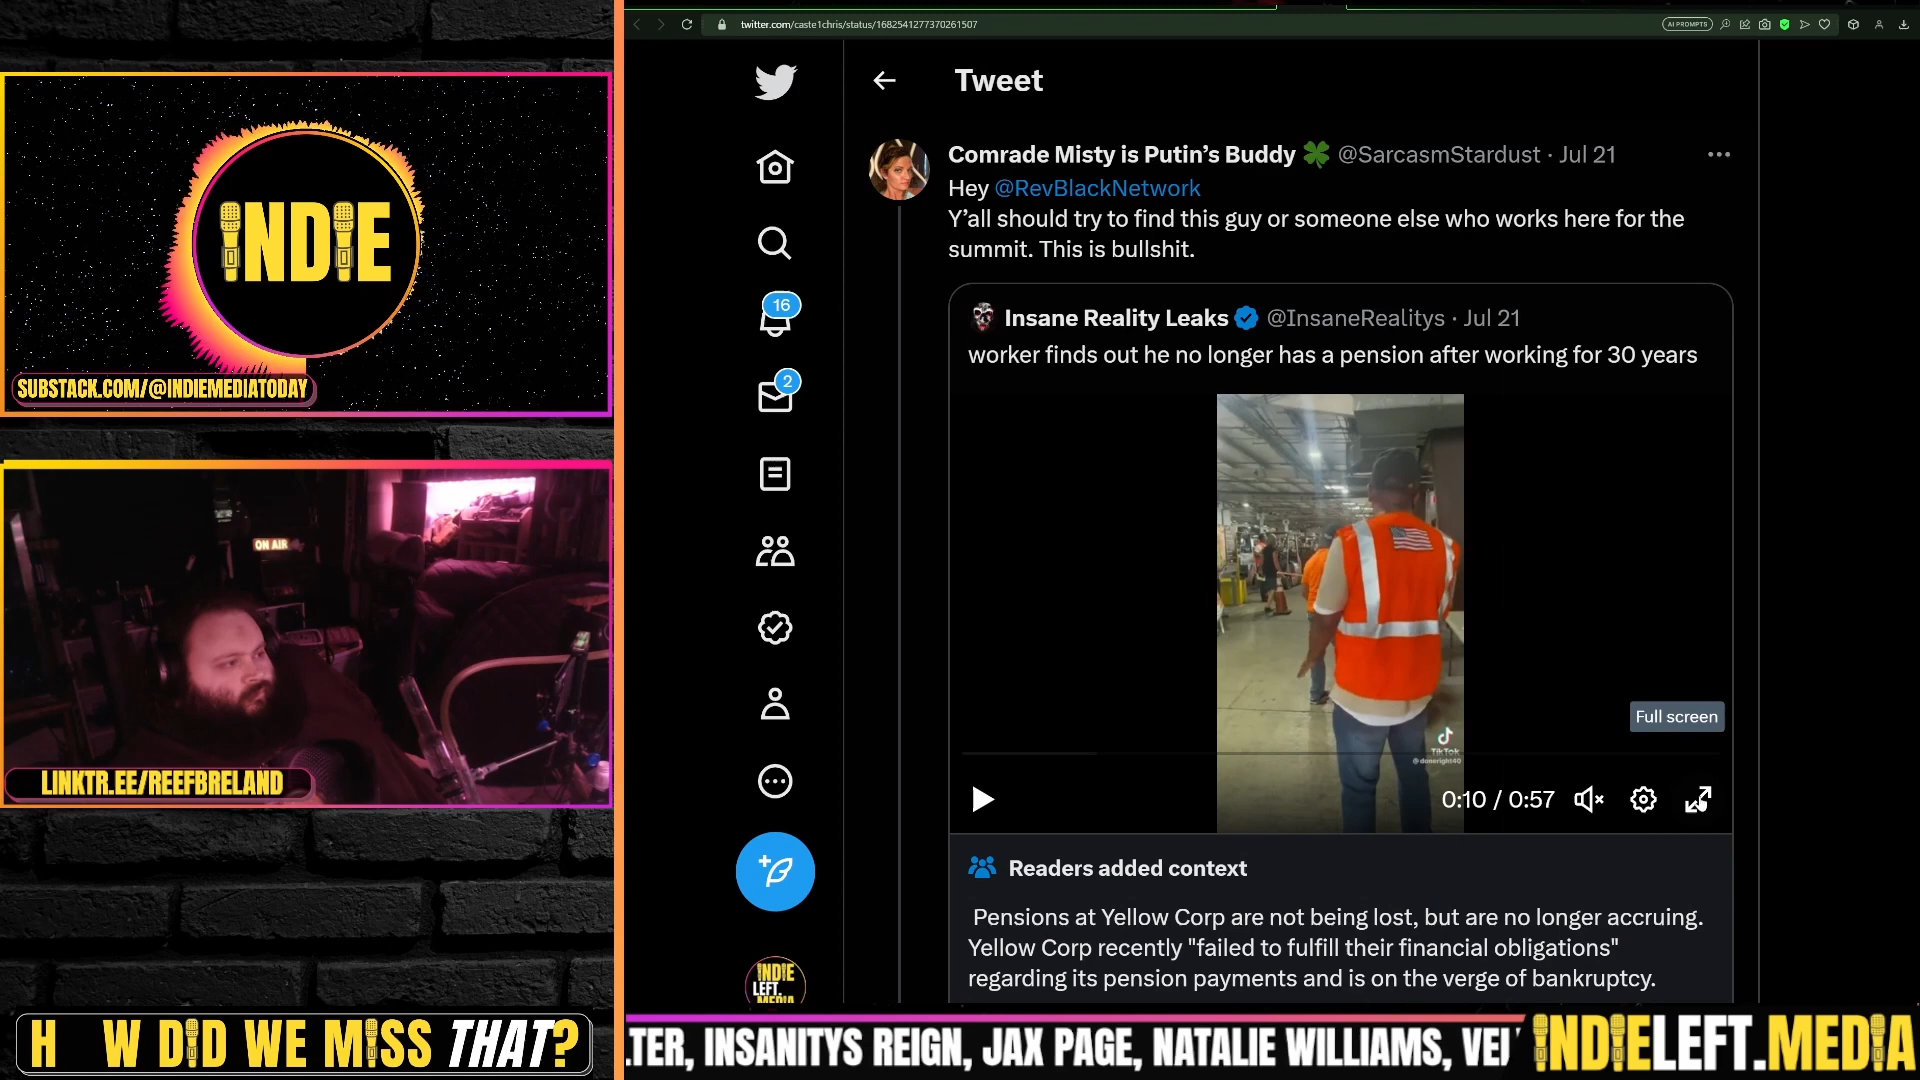 INDIE
SUBSTACK.COM/@INDIEMEDIATODAY
ON AIR
LINKTR.EE/REEFBRELAND
H W DID WE MISS THAT?
twitter.com/caste1chris/status/1682541277370261507
AI PROMPTS
Tweet
16
2
Comrade Misty is Putin’s Buddy 🍀 @SarcasmStardust · Jul 21
Hey @RevBlackNetwork
Y’all should try to find this guy or someone else who works here for the
summit. This is bullshit.
Insane Reality Leaks @InsaneRealitys · Jul 21
worker finds out he no longer has a pension after working for 30 years
TikTok
@doneright40
Full screen
0:10 / 0:57
Readers added context
Pensions at Yellow Corp are not being lost, but are no longer accruing.
Yellow Corp recently "failed to fulfill their financial obligations"
regarding its pension payments and is on the verge of bankruptcy.
INDIE
LEFT.
MEDIA
.TER, INSANITYS REIGN, JAX PAGE, NATALIE WILLIAMS, VE
INDIELEFT.MEDIA